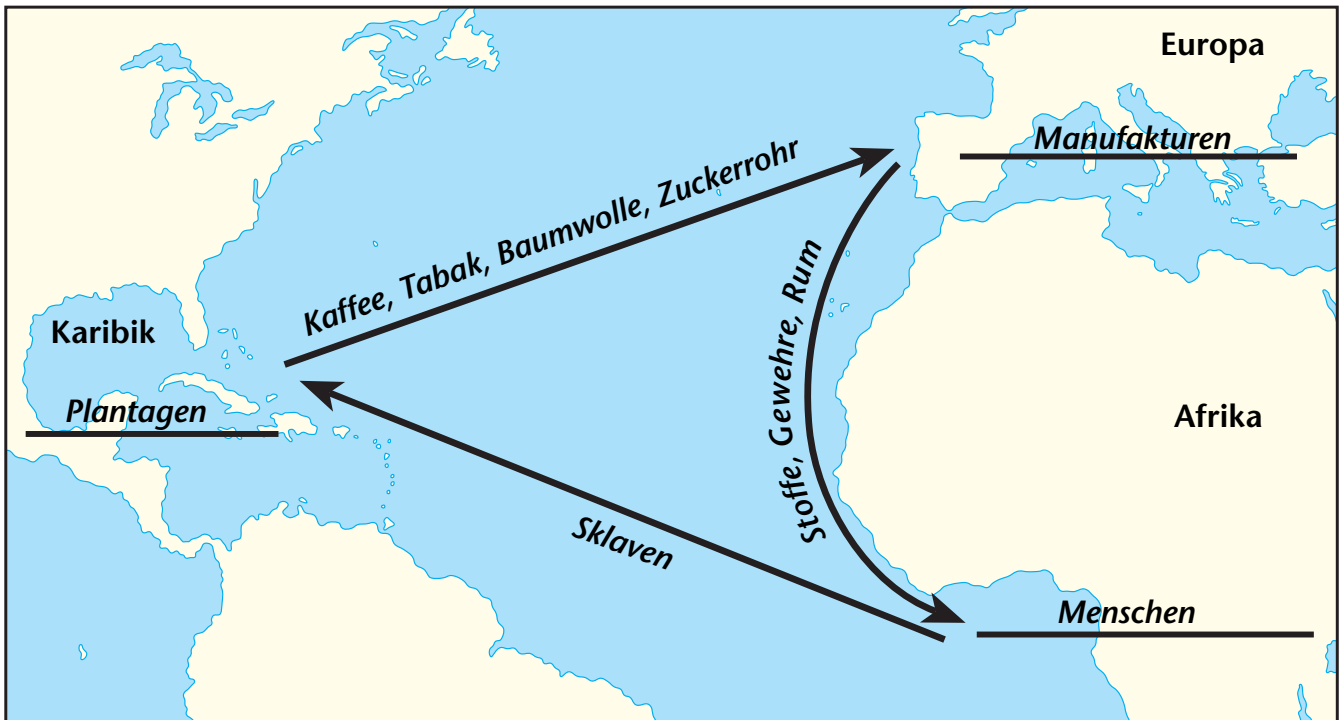 Europa
Manufakturen
Kaffee, Tabak, Baumwolle, Zuckerrohr
Karibik
Plantagen
Stoffe, Gewehre, Rum
Afrika
Sklaven
Menschen